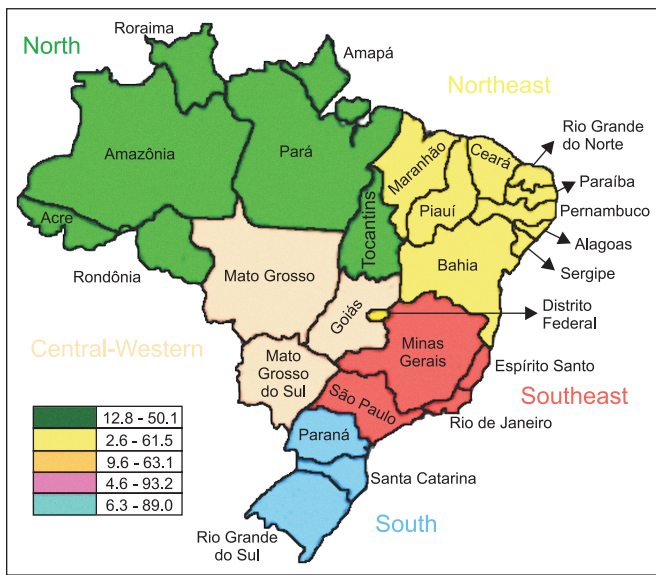 Roraima
North
Amapá
Northeast
Rio Grande
do Norte
Ceará
Maranhão
Amazônia
Pará
Paraíba
Piauí
Pernambuco
Acre
Tocantins
Alagoas
Sergipe
Rondônia
Mato Grosso
Bahia
Goiás
Distrito
Federal
Central-Western
Minas
Gerais
Mato
Grosso
do Sul
Espírito Santo
Southeast
São Paulo
Rio de Janeiro
12.8 - 50.1
2.6 - 61.5
9.6 - 63.1
4.6 - 93.2
6.3 - 89.0
Paraná
Santa Catarina
South
Rio Grande
do Sul